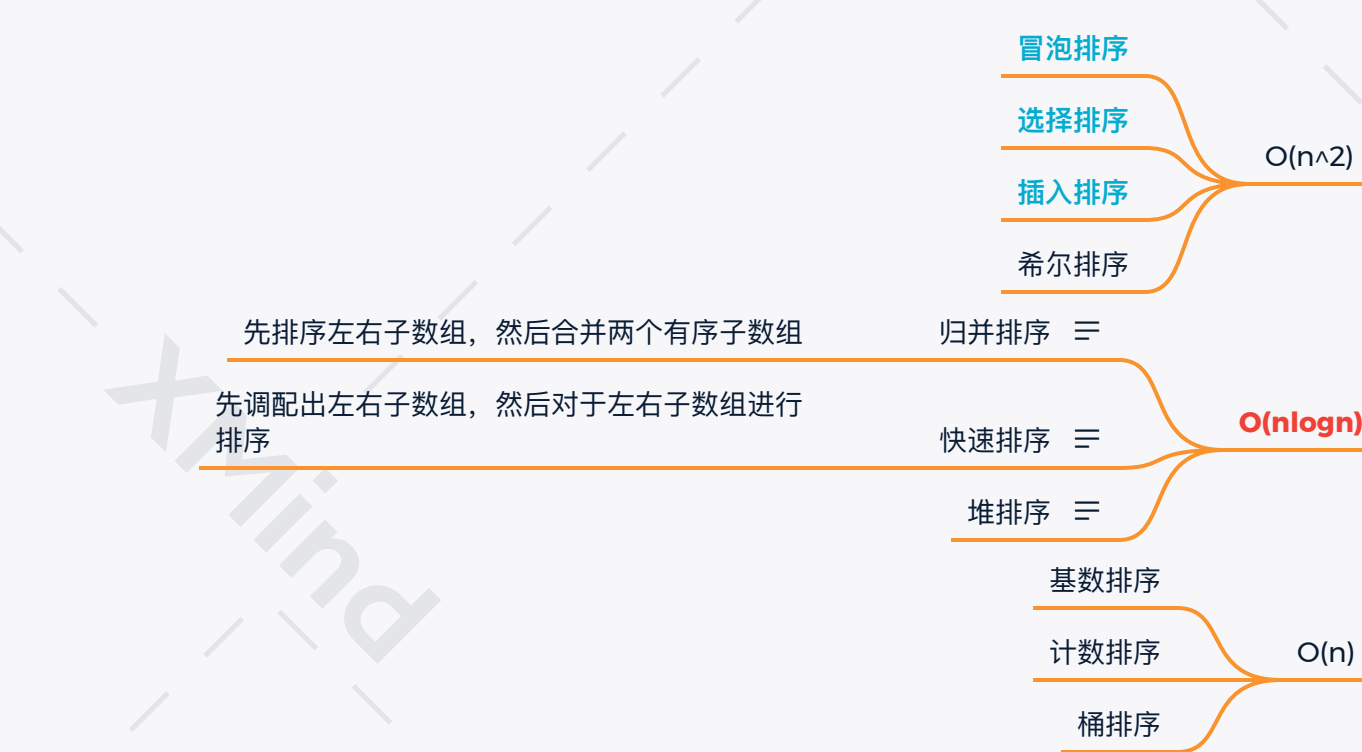 冒泡排序
选择排序
O(n^2)
插入排序
希尔排序
先排序左右子数组，然后合并两个有序子数组
归并排序
先调配出左右子数组，然后对于左右子数组进行
排序
快速排序
O(nlogn)
堆排序
基数排序
计数排序
O(n)
桶排序
XMind